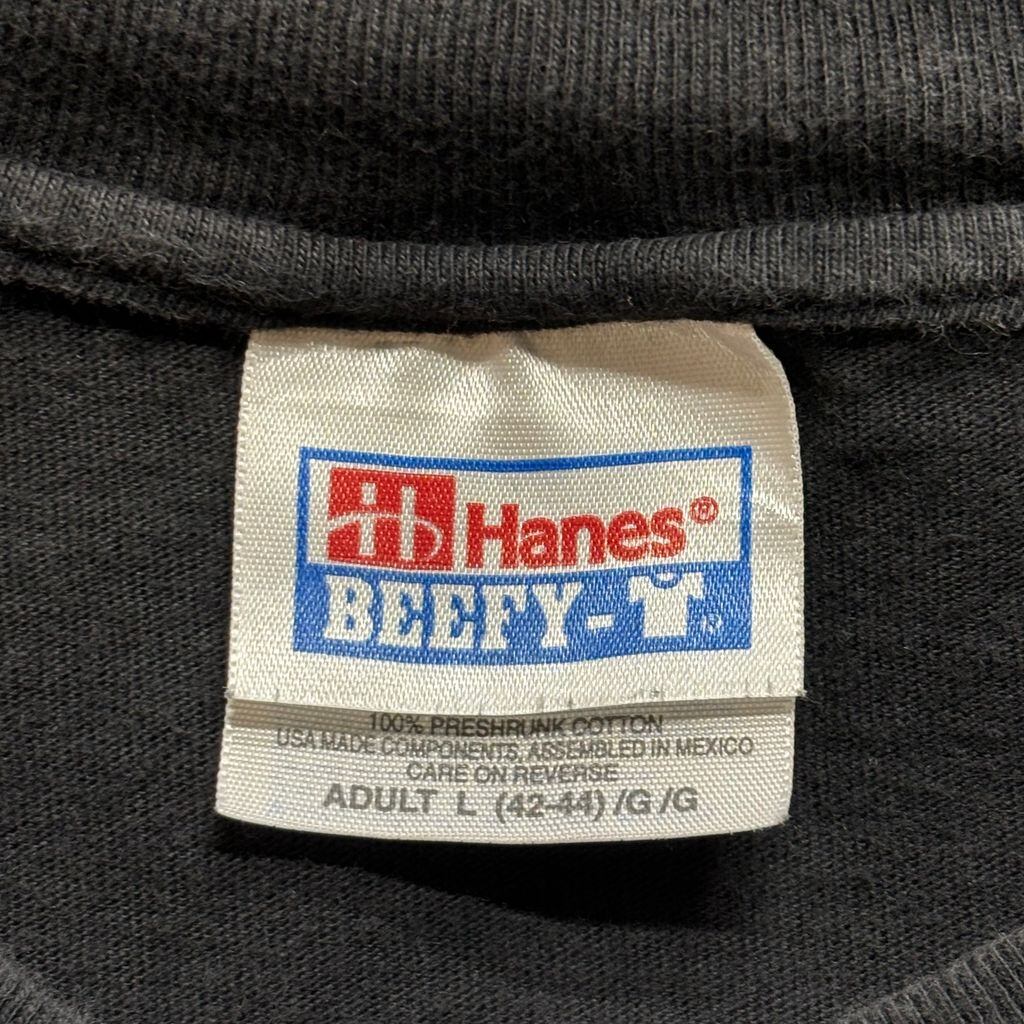 Hanes®
BEEFY-T®
100% PRESHRUNK COTTON
USA MADE COMPONENTS, ASSEMBLED IN MEXICO
CARE ON REVERSE
ADULT L (42-44) /G /G